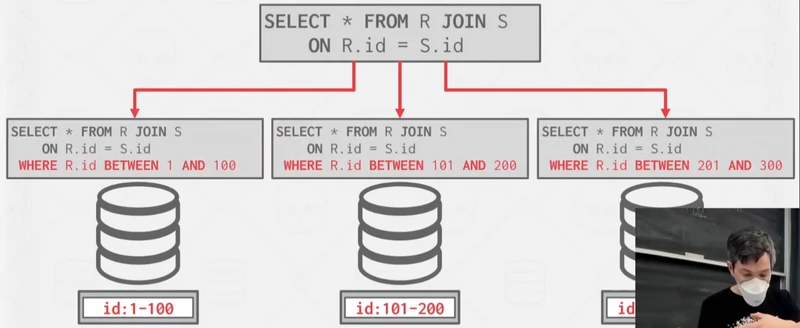 SELECT * FROM R JOIN S
ON R.id = S.id
SELECT * FROM R JOIN S
ON R.id = S.id
WHERE R.id BETWEEN 1 AND 100
SELECT * FROM R JOIN S
ON R.id = S.id
WHERE R.id BETWEEN 101 AND 200
SELECT * FROM R JOIN S
ON R.id = S.id
WHERE R.id BETWEEN 201 AND 300
id:1-100
id:101-200
id